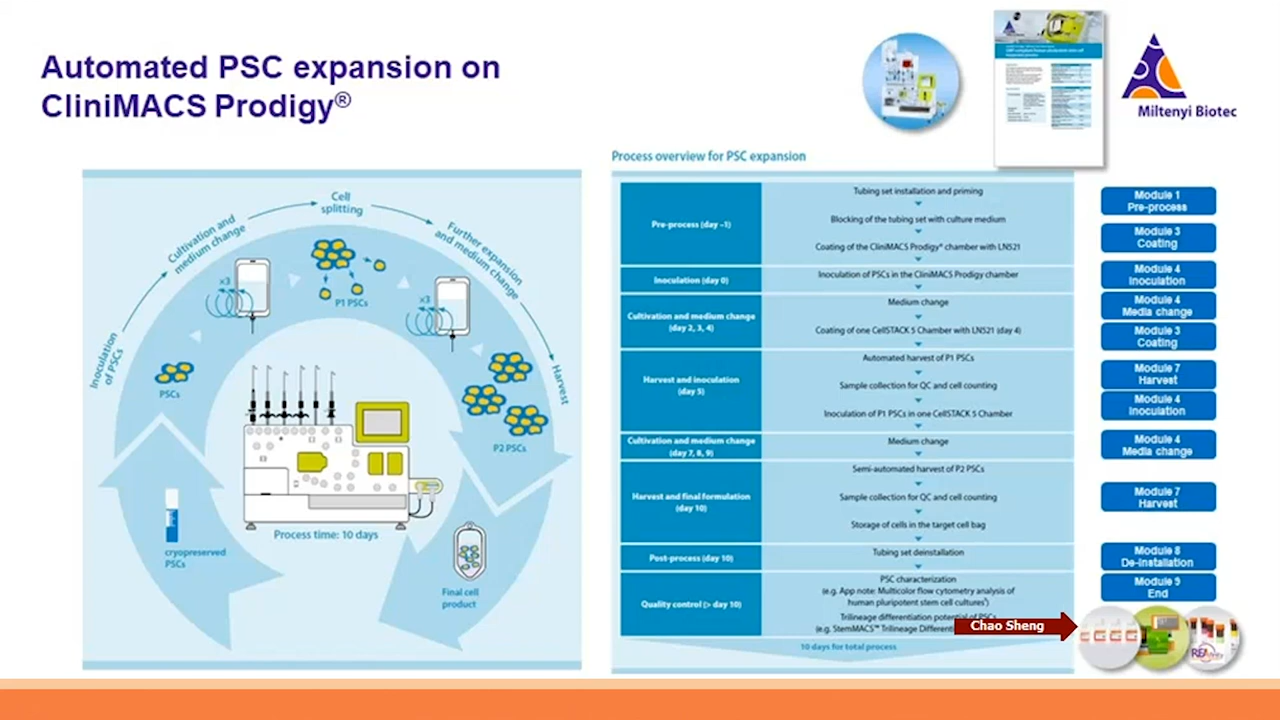 Automated PSC expansion on
CliniMACS Prodigy®
Miltenyi Biotec
Inoculation
of PSCs
Cultivation and
medium change
Cell
splitting
Further expansion
and medium change
Harvest
x3
x3
P1 PSCs
PSCs
P2 PSCs
Process time: 10 days
cryopreserved
PSCs
Final cell
product
Process overview for PSC expansion
Pre-process (day –1)
Tubing set installation and priming
Blocking of the tubing set with culture medium
Coating of the CliniMACS Prodigy® chamber with LN521
Inoculation (day 0)
Inoculation of PSCs in the CliniMACS Prodigy chamber
Cultivation and medium change
(day 2, 3, 4)
Medium change
Coating of one CellSTACK 5 Chamber with LN521 (day 4)
Harvest and inoculation
(day 5)
Automated harvest of P1 PSCs
Sample collection for QC and cell counting
Inoculation of P1 PSCs in one CellSTACK 5 Chamber
Cultivation and medium change
(day 7, 8, 9)
Medium change
Harvest and final formulation
(day 10)
Semi-automated harvest of P2 PSCs
Sample collection for QC and cell counting
Storage of cells in the target cell bag
Post-process (day 10)
Tubing set deinstallation
Quality control (> day 10)
PSC characterization
(e.g. App note: Multicolor flow cytometry analysis of
human pluripotent stem cell cultures¹)
Trilineage differentiation potential of PSCs
(e.g. StemMACS™ Trilineage
10 days for total process
Module 1
Pre-process
Module 3
Coating
Module 4
Inoculation
Module 4
Media change
Module 3
Coating
Module 7
Harvest
Module 4
Inoculation
Module 4
Media change
Module 7
Harvest
Module 8
De-installation
Module 9
End
Chao Sheng